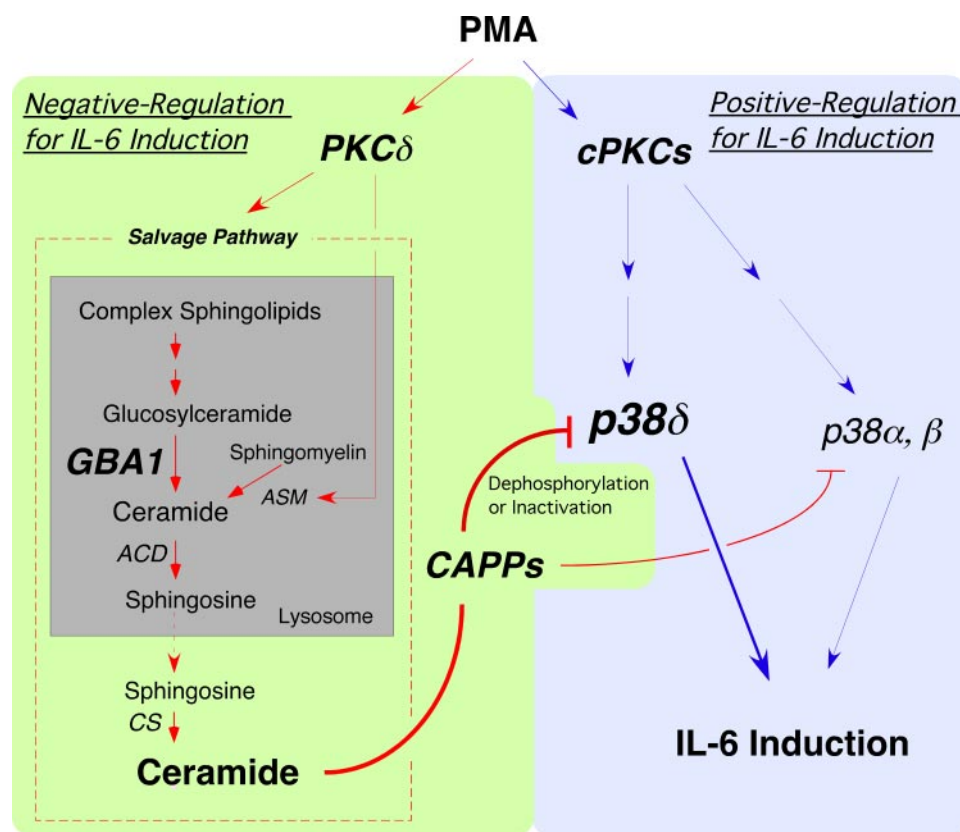 PMA
Negative-Regulation
for IL-6 Induction
Positive-Regulation
for IL-6 Induction
PKCδ
cPKCs
Salvage Pathway
Complex Sphingolipids
Glucosylceramide
GBA1
Sphingomyelin
ASM
Ceramide
ACD
Sphingosine
Lysosome
Sphingosine
CS
Ceramide
p38δ
p38α, β
Dephosphorylation
or Inactivation
CAPPs
IL-6 Induction